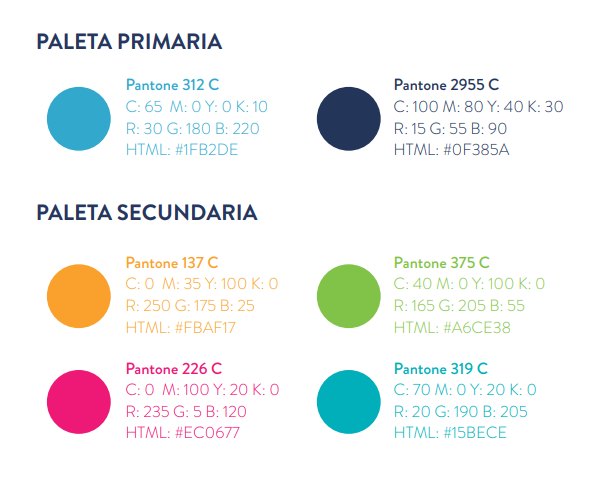 PALETA PRIMARIA
Pantone 312 C
C: 65 M: 0 Y: 0 K: 10
R: 30 G: 180 B: 220
HTML: #1FB2DE
Pantone 2955 C
C: 100 M: 80 Y: 40 K: 30
R: 15 G: 55 B: 90
HTML: #0F385A
PALETA SECUNDARIA
Pantone 137 C
C: 0 M: 35 Y: 100 K: 0
R: 250 G: 175 B: 25
HTML: #FBAF17
Pantone 375 C
C: 40 M: 0 Y: 100 K: 0
R: 165 G: 205 B: 55
HTML: #A6CE38
Pantone 226 C
C: 0 M: 100 Y: 20 K: 0
R: 235 G: 5 B: 120
HTML: #EC0677
Pantone 319 C
C: 70 M: 0 Y: 20 K: 0
R: 20 G: 190 B: 205
HTML: #15BECE